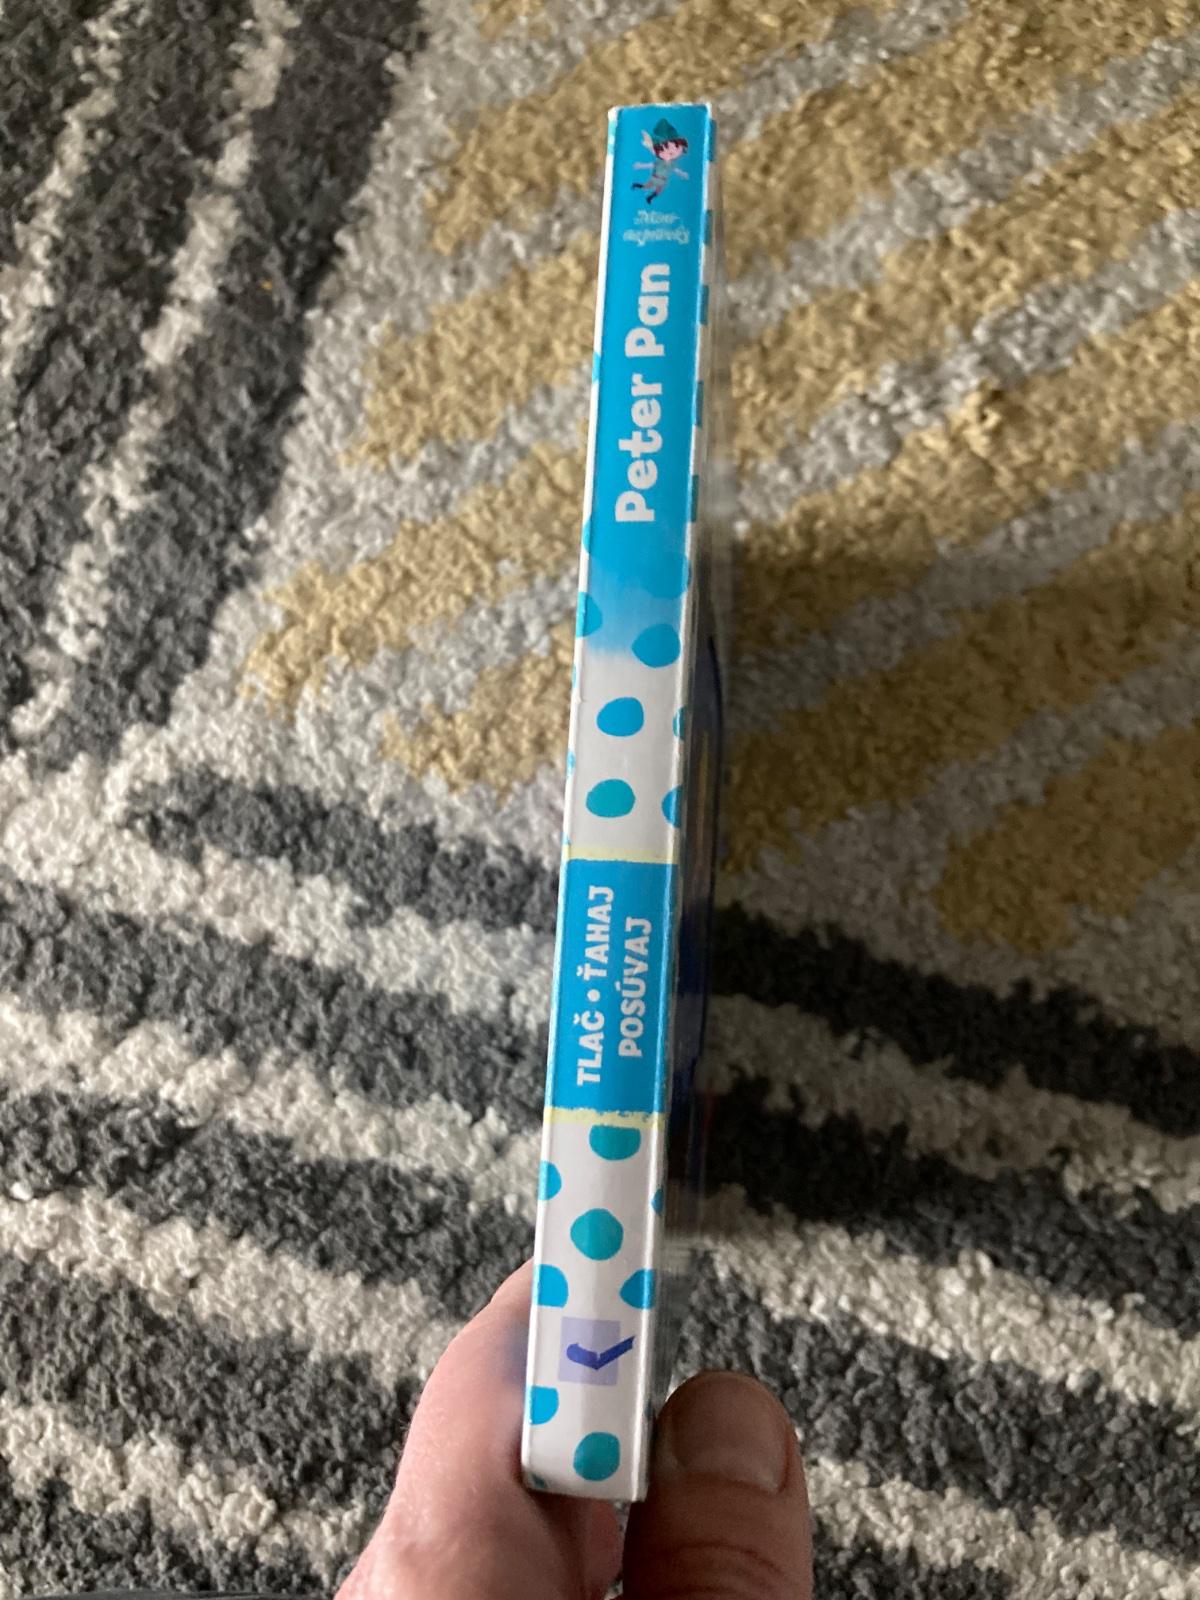 Peter Pan
TLAČ • ŤAHAJ
POSÚVAJ